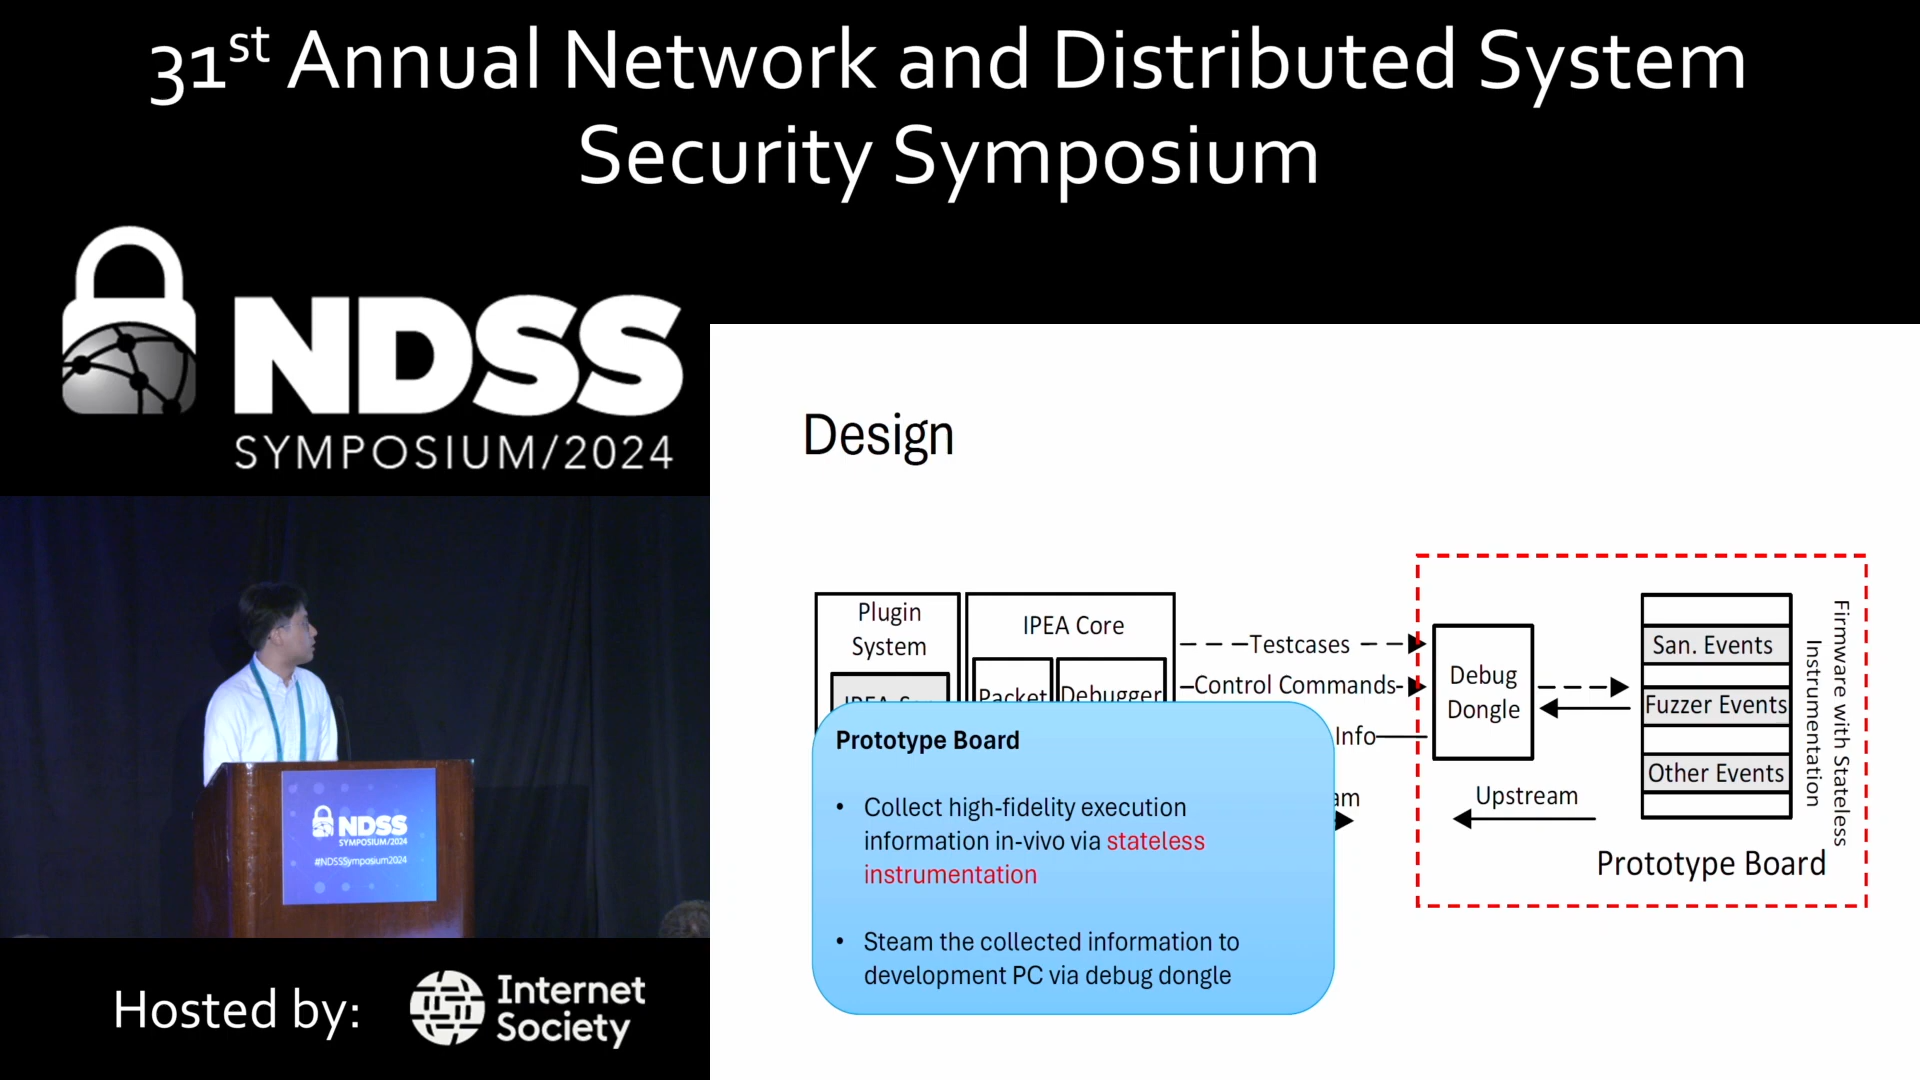 31st Annual Network and Distributed System
Security Symposium
NDSS
SYMPOSIUM/2024
Design
Plugin
System
IPEA Core
Packet
Debugger
Testcases
Control Commands
Info
Debug
Dongle
Upstream
San. Events
Fuzzer Events
Other Events
Firmware with Stateless
Instrumentation
Prototype Board
Prototype Board
• Collect high-fidelity execution
information in-vivo via stateless
instrumentation
• Steam the collected information to
development PC via debug dongle
NDSS
SYMPOSIUM/2024
#NDSSSymposium2024
Hosted by:
Internet
Society